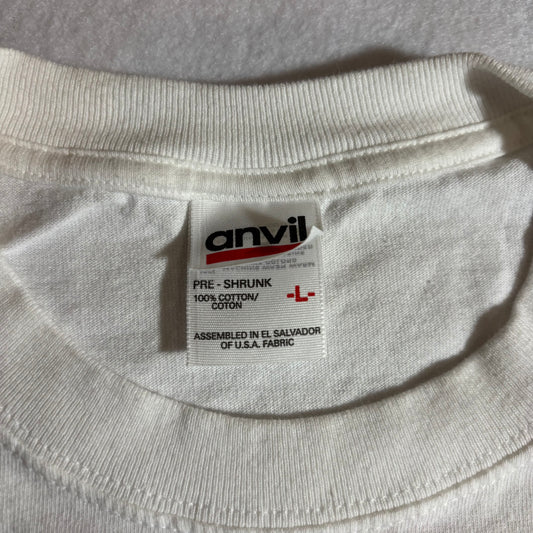 anvil
PRE - SHRUNK
100% COTTON/
COTON
-L-
ASSEMBLED IN EL SALVADOR
OF U.S.A. FABRIC